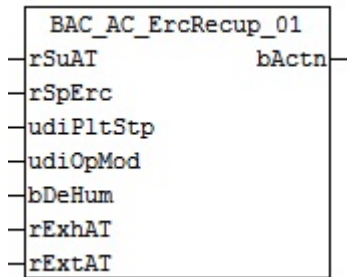 BAC_AC_ErcRecup_01
rSuAT bActn
rSpErc
udiPltStp
udiOpMod
bDeHum
rExhAT
rExtAT